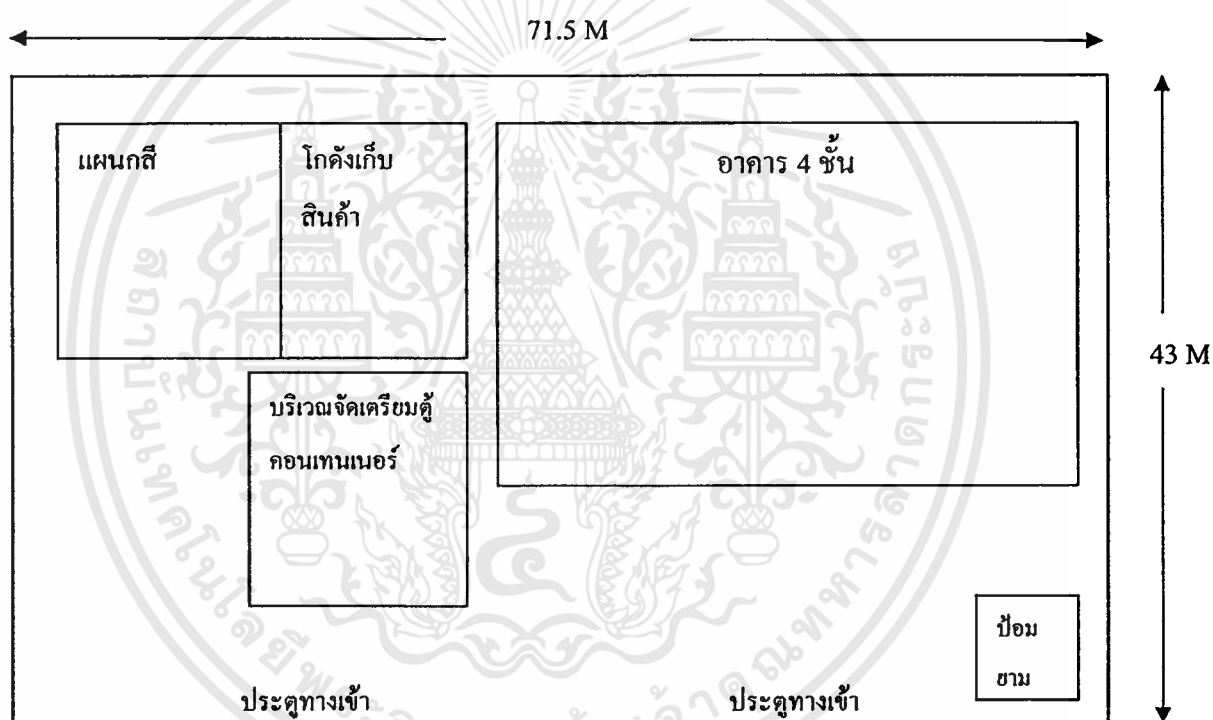 71.5 M
แผนกสี
โกดังเก็บ
สินค้า
อาคาร 4 ชั้น
43 M
บริเวณจัดเตรียมตู้
คอนเทนเนอร์
ป้อม
ยาม
ประตูทางเข้า
ประตูทางเข้า